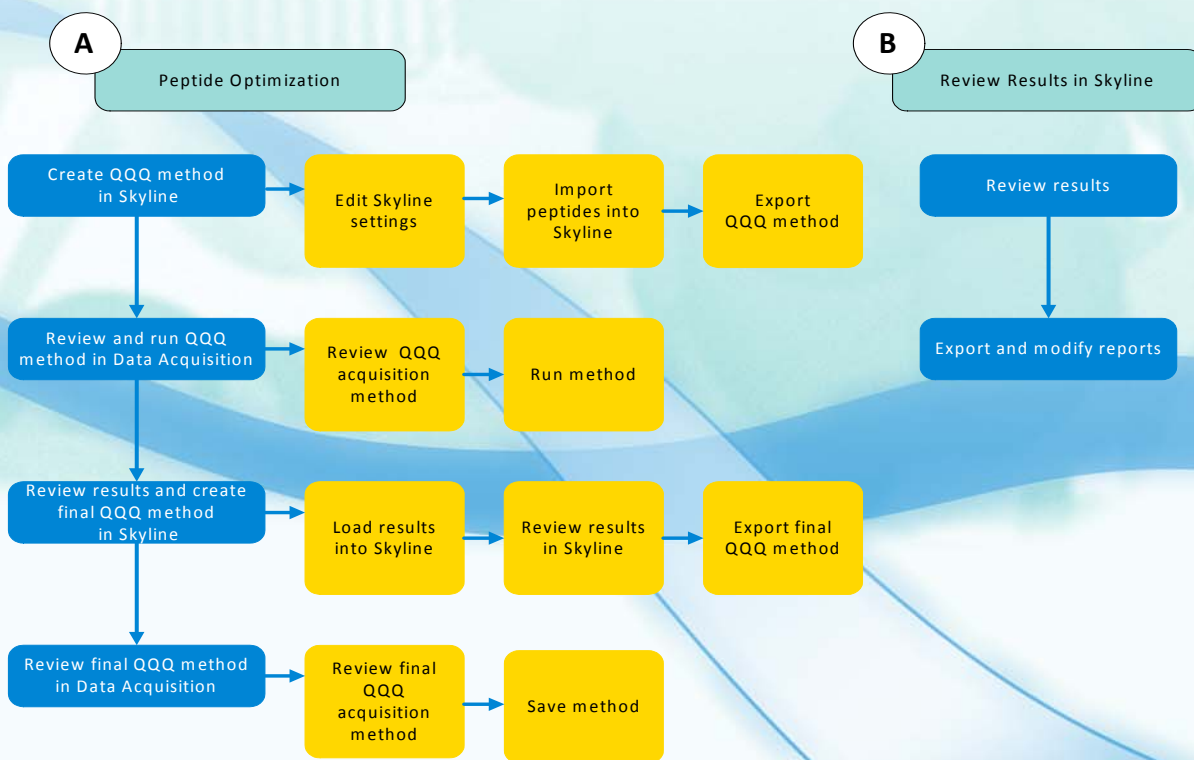 A
Peptide Optimization
B
Review Results in Skyline
Create QQQ method
in Skyline
Edit Skyline
settings
Import
peptides into
Skyline
Export
QQQ method
Review results
Review and run QQQ
method in Data Acquisition
Review QQQ
acquisition
method
Run method
Export and modify reports
Review results and create
final QQQ method
in Skyline
Load results
into Skyline
Review results
in Skyline
Export final
QQQ method
Review final QQQ method
in Data Acquisition
Review final
QQQ
acquisition
method
Save method